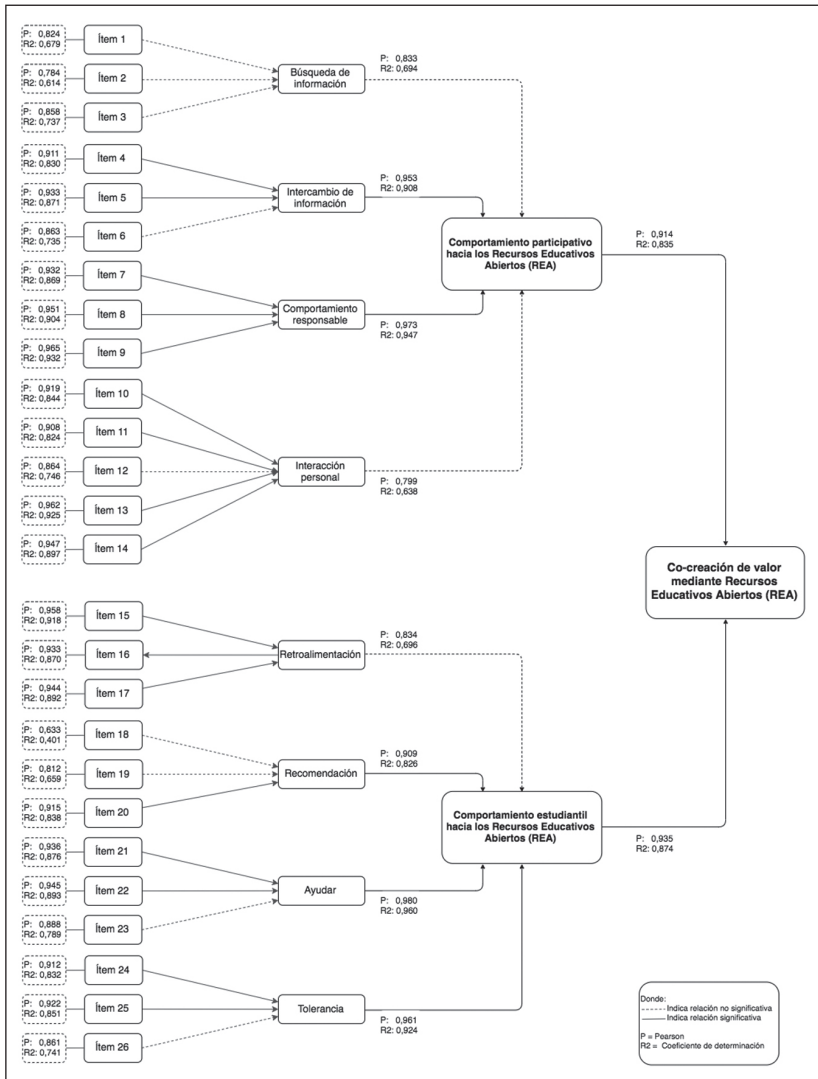 P: 0,824
R2: 0,679
Ítem 1
P: 0,784
R2: 0,614
Ítem 2
P: 0,858
R2: 0,737
Ítem 3
Búsqueda de
información
P: 0,833
R2: 0,694
P: 0,911
R2: 0,830
Ítem 4
P: 0,933
R2: 0,871
Ítem 5
P: 0,863
R2: 0,735
Ítem 6
Intercambio de
información
P: 0,953
R2: 0,908
P: 0,932
R2: 0,869
Ítem 7
P: 0,951
R2: 0,904
Ítem 8
P: 0,965
R2: 0,932
Ítem 9
Comportamiento
responsable
P: 0,973
R2: 0,947
P: 0,919
R2: 0,844
Ítem 10
P: 0,908
R2: 0,824
Ítem 11
P: 0,864
R2: 0,746
Ítem 12
P: 0,962
R2: 0,925
Ítem 13
P: 0,947
R2: 0,897
Ítem 14
Interacción
personal
P: 0,799
R2: 0,638
Comportamiento participativo
hacia los Recursos Educativos
Abiertos (REA)
P: 0,914
R2: 0,835
Co-creación de valor
mediante Recursos
Educativos Abiertos (REA)
P: 0,958
R2: 0,918
Ítem 15
P: 0,933
R2: 0,870
Ítem 16
P: 0,944
R2: 0,892
Ítem 17
Retroalimentación
P: 0,834
R2: 0,696
P: 0,633
R2: 0,401
Ítem 18
P: 0,812
R2: 0,659
Ítem 19
P: 0,915
R2: 0,838
Ítem 20
Recomendación
P: 0,909
R2: 0,826
P: 0,936
R2: 0,876
Ítem 21
P: 0,945
R2: 0,893
Ítem 22
P: 0,888
R2: 0,789
Ítem 23
Ayudar
P: 0,980
R2: 0,960
P: 0,912
R2: 0,832
Ítem 24
P: 0,922
R2: 0,851
Ítem 25
P: 0,861
R2: 0,741
Ítem 26
Tolerancia
P: 0,961
R2: 0,924
Comportamiento estudiantil
hacia los Recursos Educativos
Abiertos (REA)
P: 0,935
R2: 0,874
Donde:
Indica relación no significativa
Indica relación significativa
P = Pearson
R2 = Coeficiente de determinación